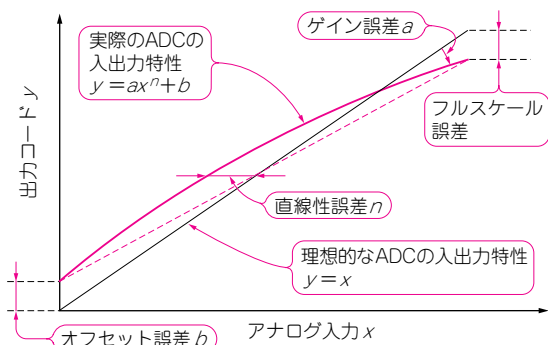 実際のADCの
入出力特性
y＝axⁿ＋b
ゲイン誤差a
フルスケール
誤差
出力コードy
直線性誤差n
理想的なADCの入出力特性
y＝x
オフセット誤差b
アナログ入力x